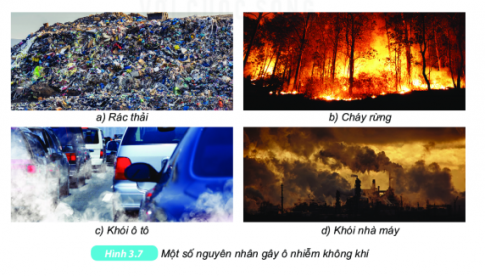 a) Rác thải
b) Cháy rừng
c) Khói ô tô
d) Khói nhà máy
Hình 3.7 Một số nguyên nhân gây ô nhiễm không khí